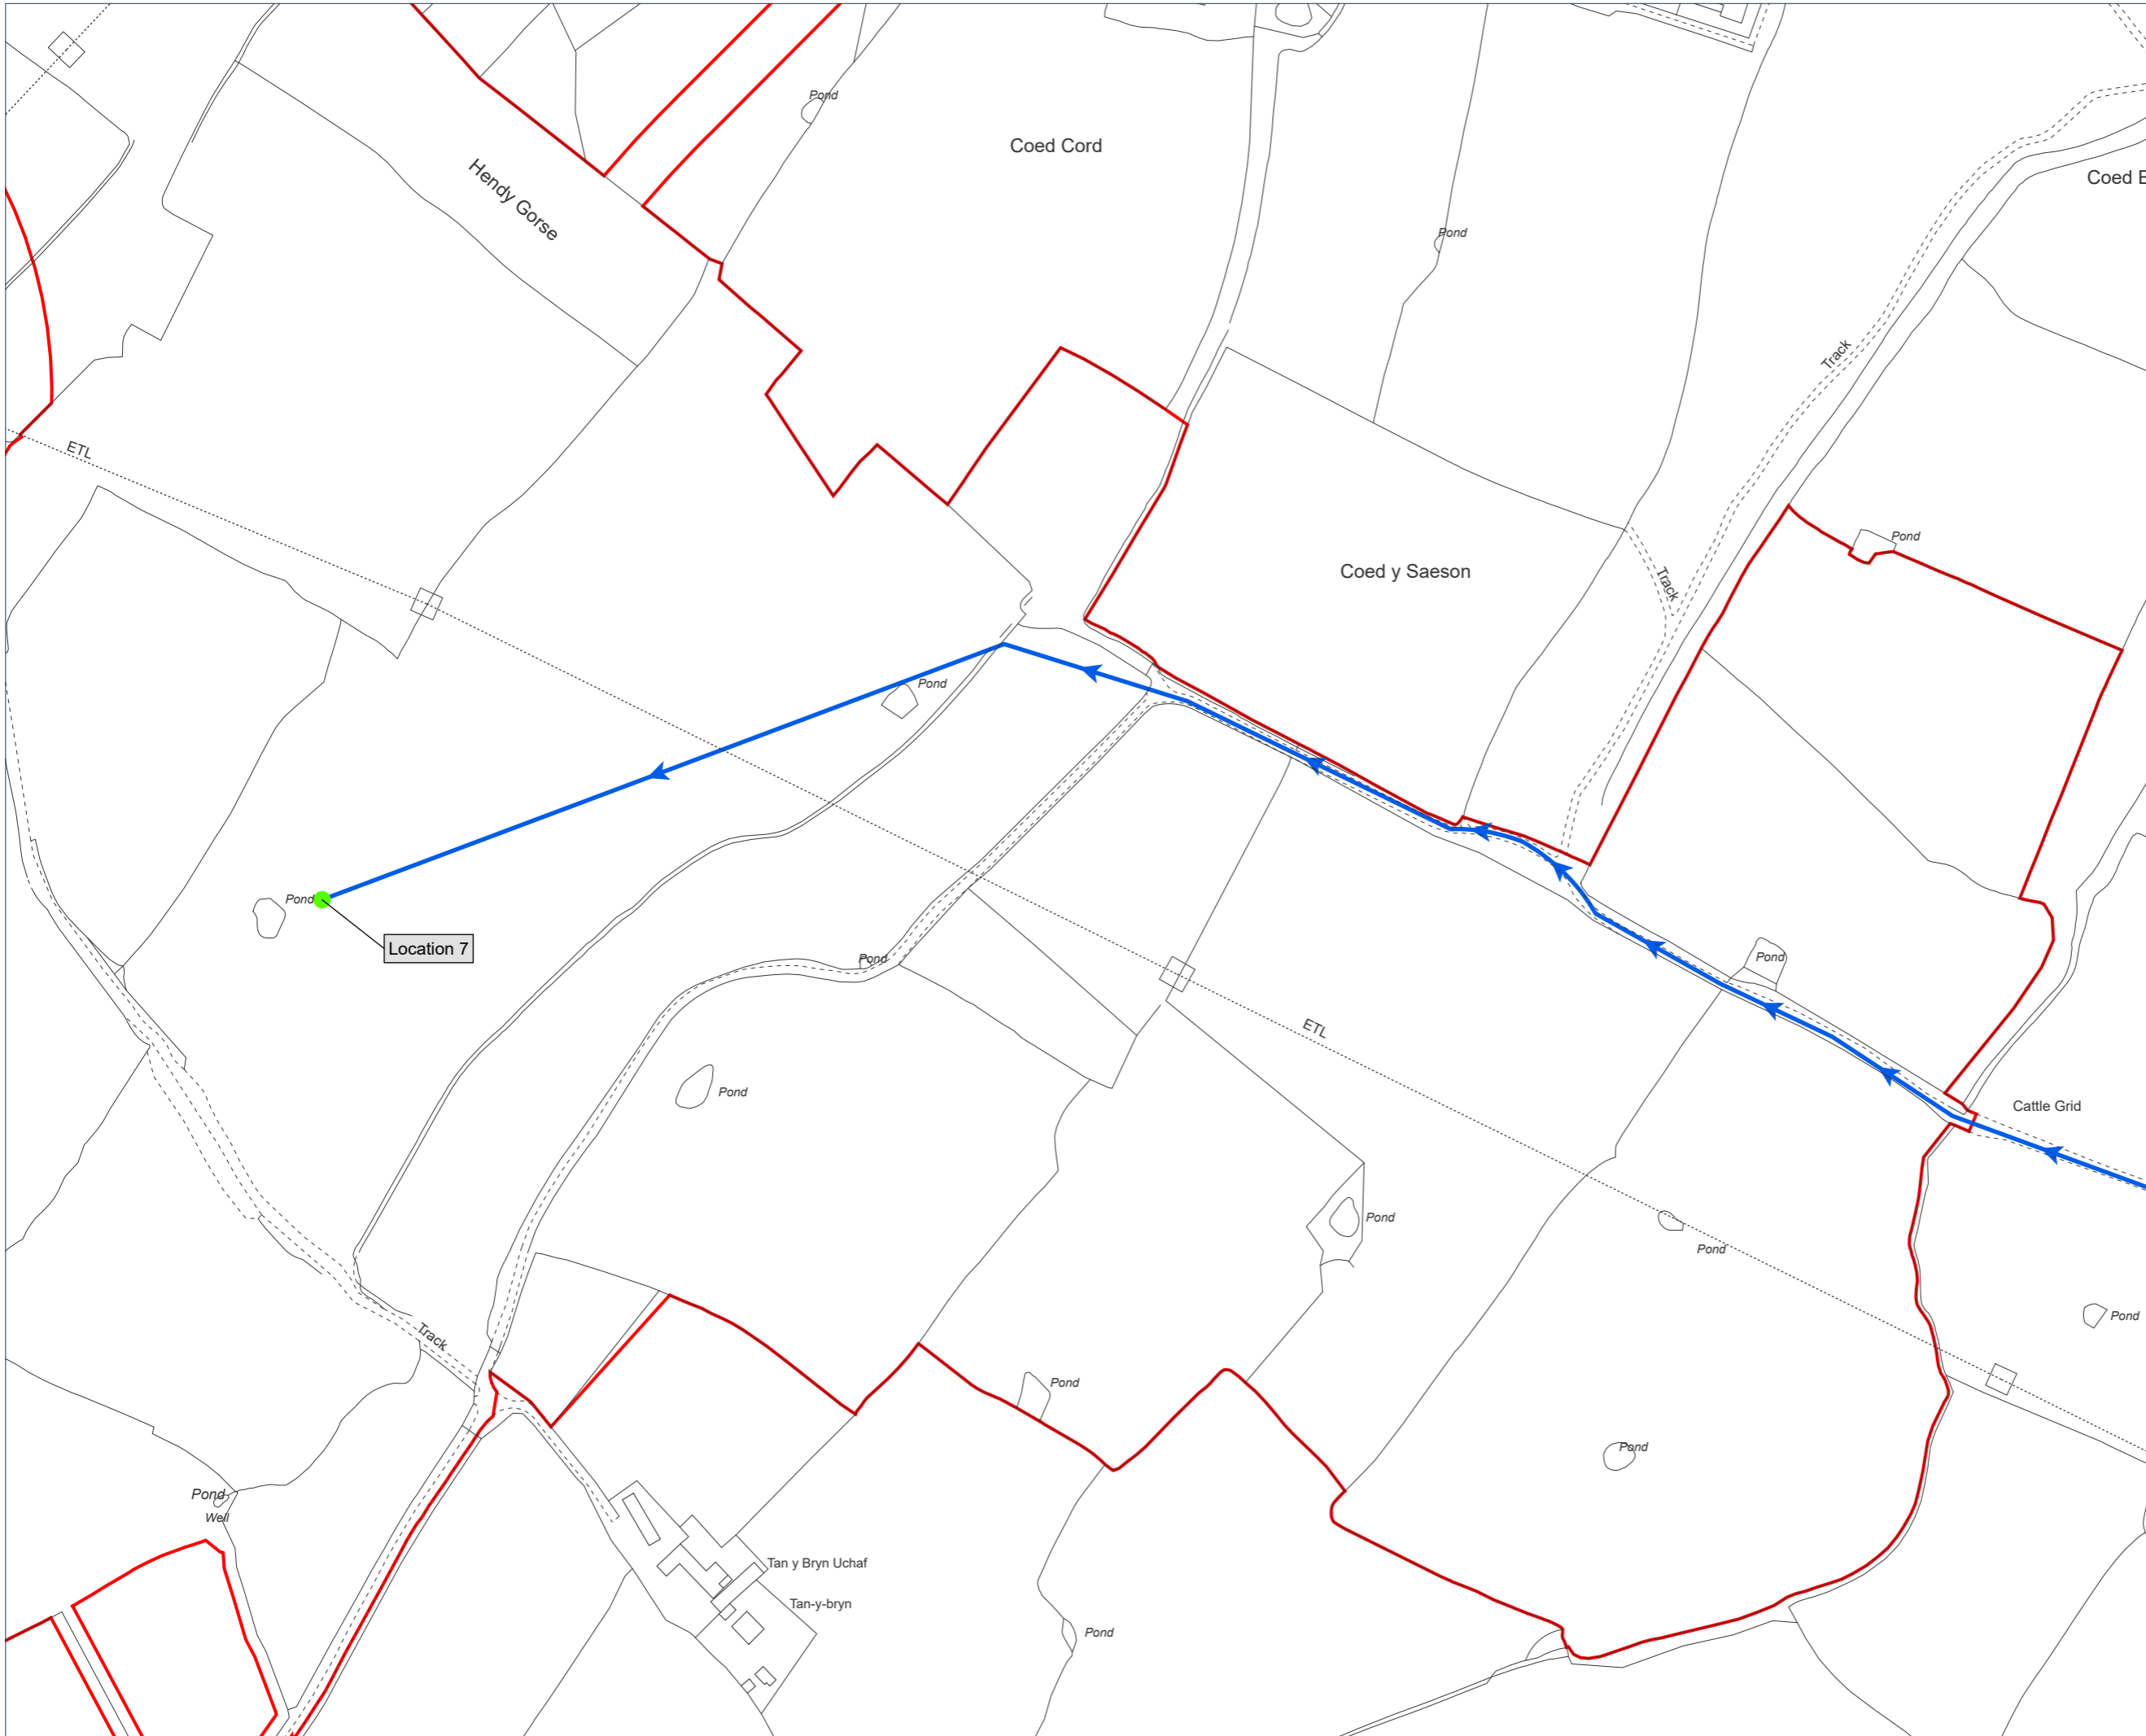 Pond
Coed Cord
Coed E
Hendy Gorse
Pond
Track
ETL
Pond
Coed y Saeson
Track
Pond
Pond
Location 7
Pond
Pond
ETL
Pond
Cattle Grid
Pond
Pond
Pond
Track
Pond
Pond
Pond
Well
Tan y Bryn Uchaf
Tan-y-bryn
Pond